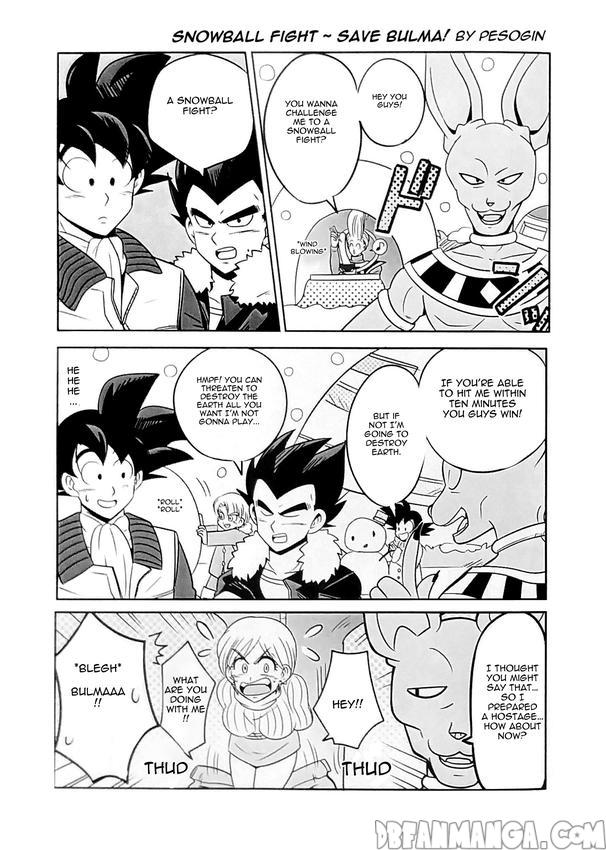 SNOWBALL FIGHT ~ SAVE BULMA! BY PESOGIN
HEY YOU
GUYS!
YOU WANNA
CHALLENGE
ME TO A
SNOWBALL
FIGHT?
*WIND
BLOWING*
ドド
A SNOWBALL
FIGHT?
IF YOU'RE ABLE
TO HIT ME WITHIN
TEN MINUTES
YOU GUYS WIN!
BUT IF
NOT I'M
GOING TO
DESTROY
EARTH.
HMPF! YOU CAN
THREATEN TO
DESTROY THE
EARTH ALL YOU
WANT I'M NOT
GONNA PLAY...
*ROLL*
*ROLL*
HE
HE
HE
...
I THOUGHT
YOU MIGHT
SAY THAT...
SO I
PREPARED
A HOSTAGE...
HOW ABOUT
NOW?
HEY!!
WHAT ARE
YOU
DOING
WITH ME!!
THUD
THUD
*BLEGH*
BULMAAA
!!
DBFANMANGA.COM